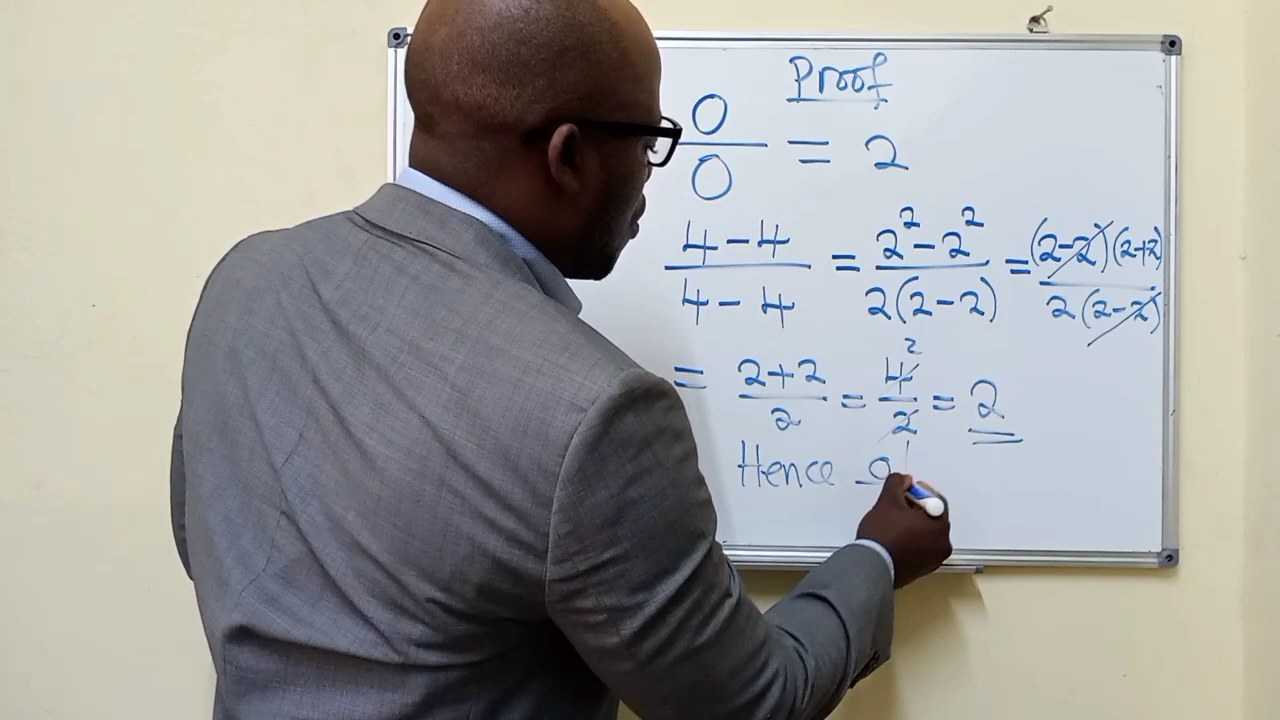 Proof
0/0 = 2
(4-4)/(4-4) = (2²-2²)/(2(2-2)) = ((2-2)(2+2))/(2(2-2))
= (2+2)/2 = 4/2 = 2
Hence 0